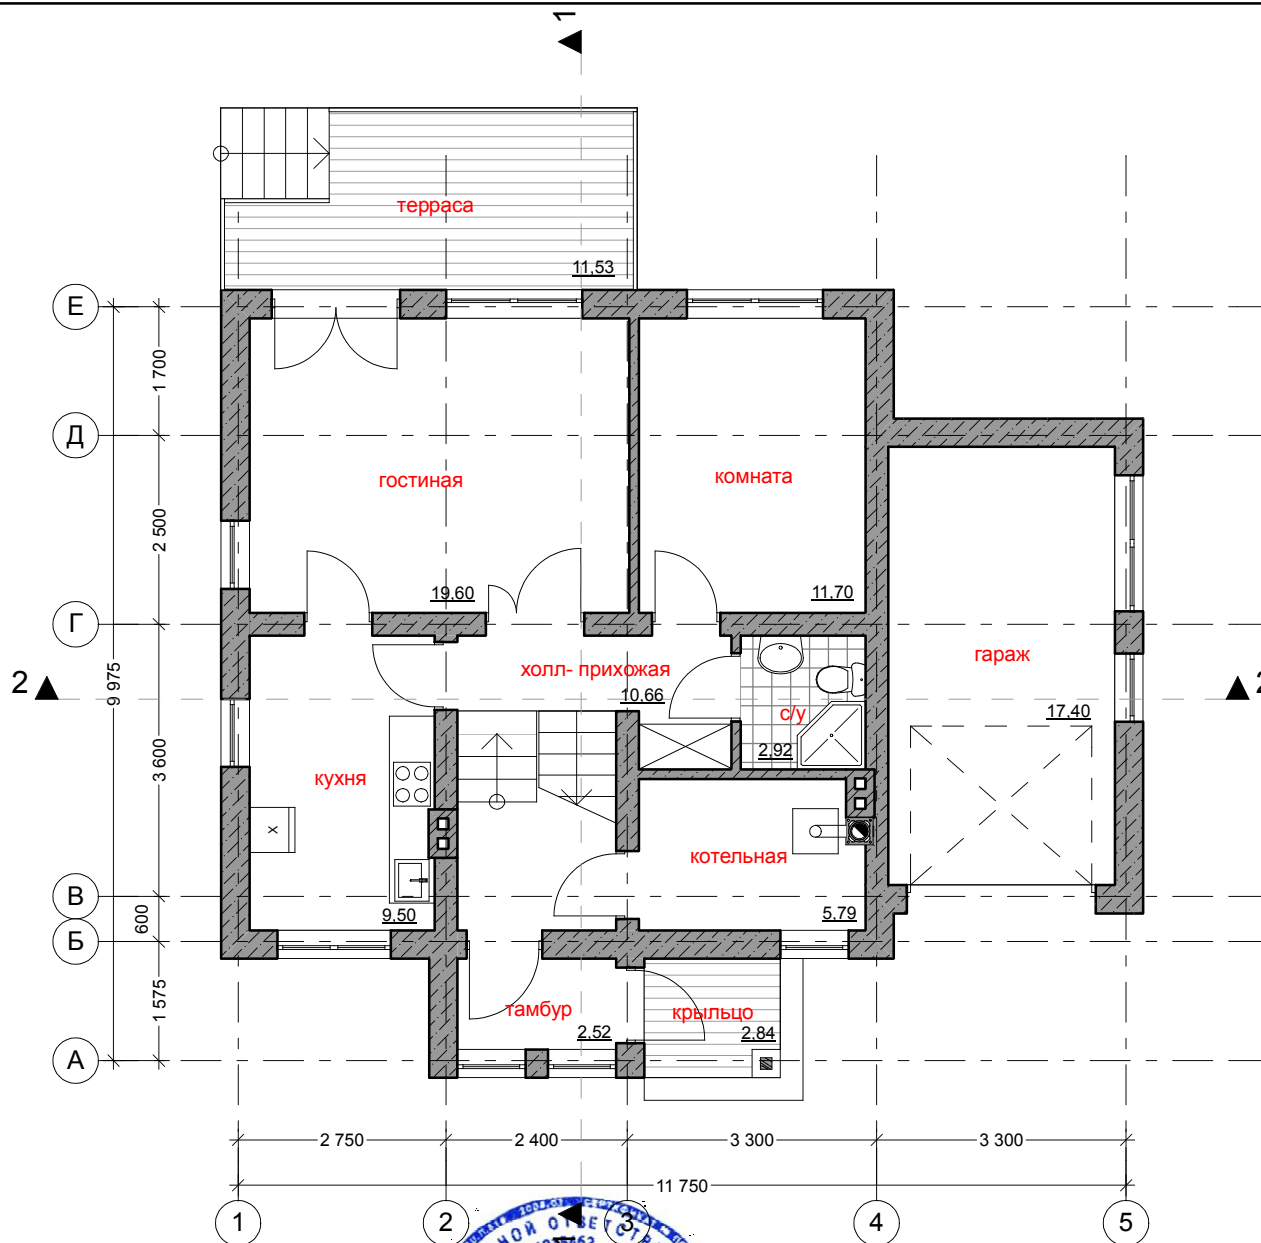 1
терраса
11,53
Е
1 700
Д
гостиная
комната
2 500
19,60
11,70
Г
холл- прихожая
гараж
9 975
2
2
10,66
с/у
17,40
2,92
3 600
кухня
х
котельная
В
9,50
5,79
600
Б
1 575
тамбур
крыльцо
2,52
2,84
А
2 750
2 400
3 300
3 300
11 750
1
2
3
4
5